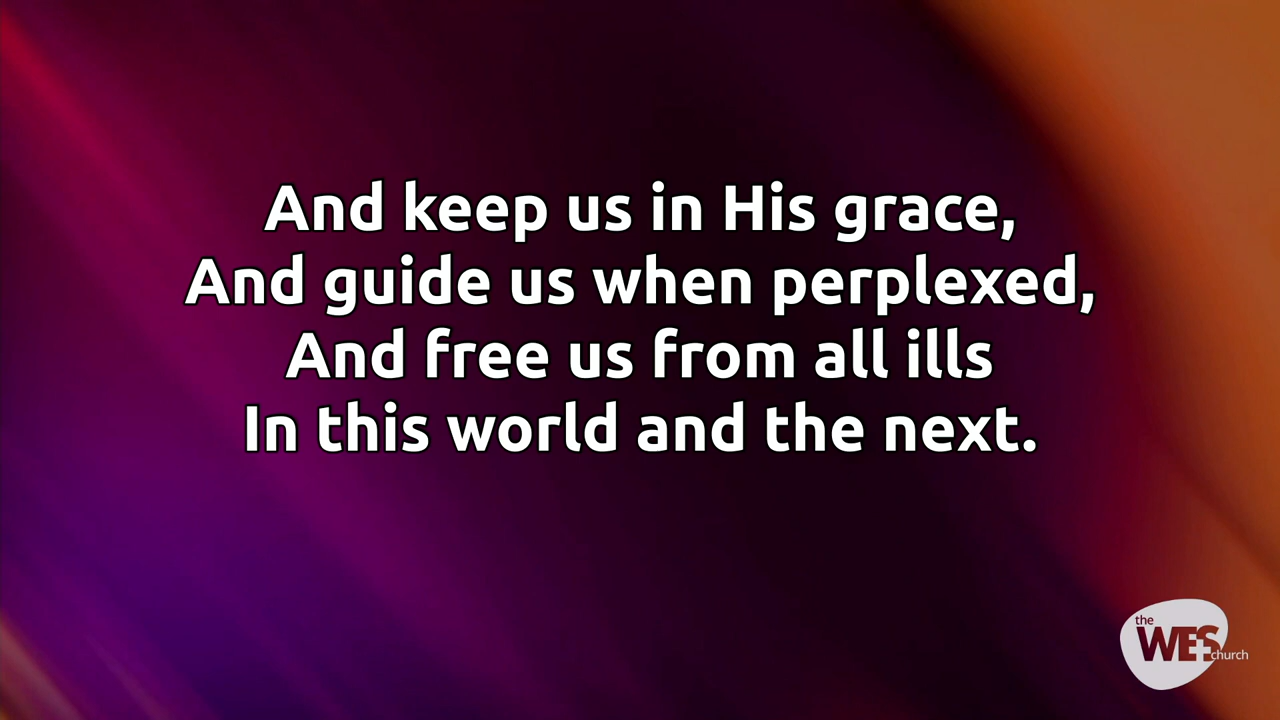 And keep us in His grace,
And guide us when perplexed,
And free us from all ills
In this world and the next.
the
WES
church